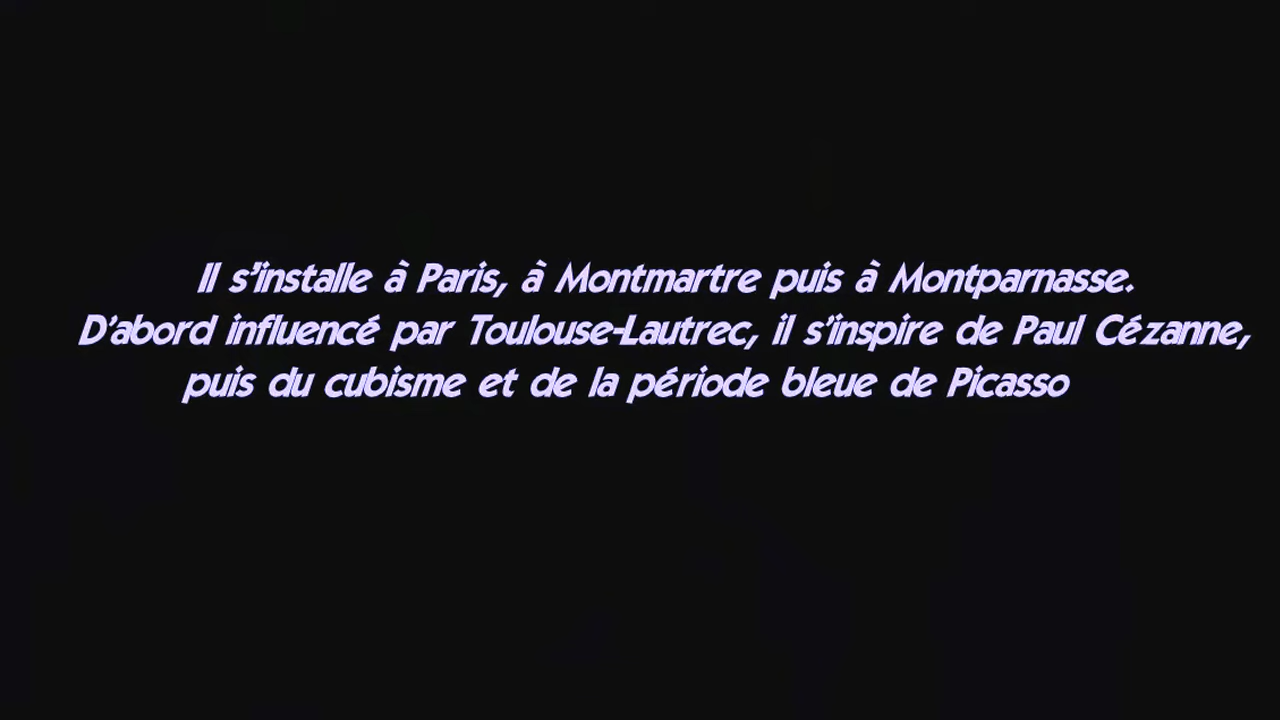 Il s'installe à Paris, à Montmartre puis à Montparnasse.
D'abord influencé par Toulouse-Lautrec, il s'inspire de Paul Cézanne,
puis du cubisme et de la période bleue de Picasso